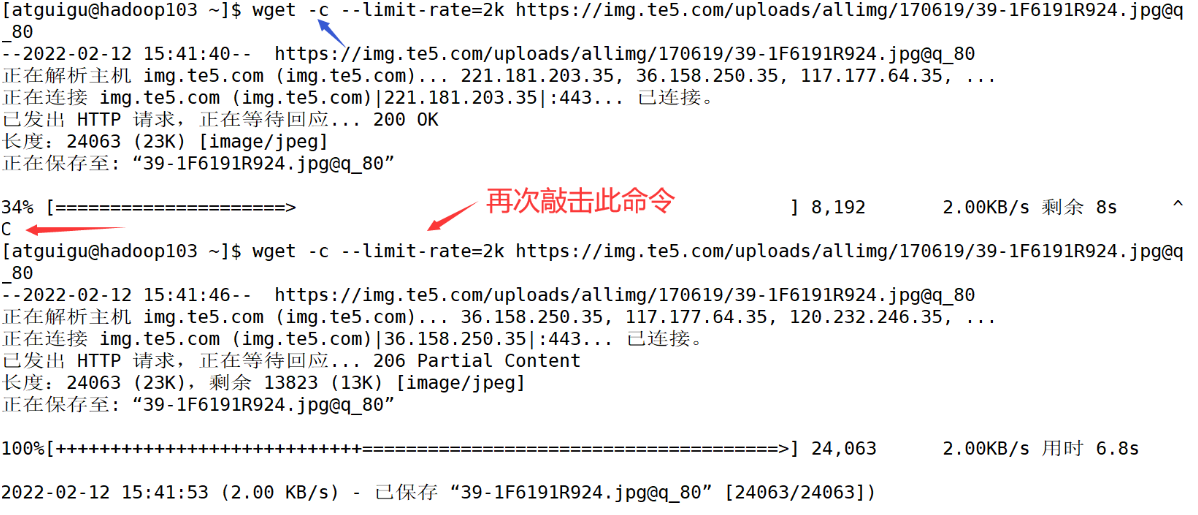 [atguigu@hadoop103 ~]$ wget -c --limit-rate=2k https://img.te5.com/uploads/allimg/170619/39-1F6191R924.jpg@q
_80
--2022-02-12 15:41:40--  https://img.te5.com/uploads/allimg/170619/39-1F6191R924.jpg@q_80
正在解析主机 img.te5.com (img.te5.com)... 221.181.203.35, 36.158.250.35, 117.177.64.35, ...
正在连接 img.te5.com (img.te5.com)|221.181.203.35|:443... 已连接。
已发出 HTTP 请求，正在等待回应... 200 OK
长度：24063 (23K) [image/jpeg]
正在保存至: “39-1F6191R924.jpg@q_80”
再次敲击此命令
34% [=====================>                                              ] 8,192       2.00KB/s 剩余 8s     ^
C
[atguigu@hadoop103 ~]$ wget -c --limit-rate=2k https://img.te5.com/uploads/allimg/170619/39-1F6191R924.jpg@q
_80
--2022-02-12 15:41:46--  https://img.te5.com/uploads/allimg/170619/39-1F6191R924.jpg@q_80
正在解析主机 img.te5.com (img.te5.com)... 36.158.250.35, 117.177.64.35, 120.232.246.35, ...
正在连接 img.te5.com (img.te5.com)|36.158.250.35|:443... 已连接。
已发出 HTTP 请求，正在等待回应... 206 Partial Content
长度：24063 (23K)，剩余 13823 (13K) [image/jpeg]
正在保存至: “39-1F6191R924.jpg@q_80”
100%[++++++++++++++++++++++++++++======================================>] 24,063      2.00KB/s 用时 6.8s
2022-02-12 15:41:53 (2.00 KB/s) - 已保存 “39-1F6191R924.jpg@q_80” [24063/24063])